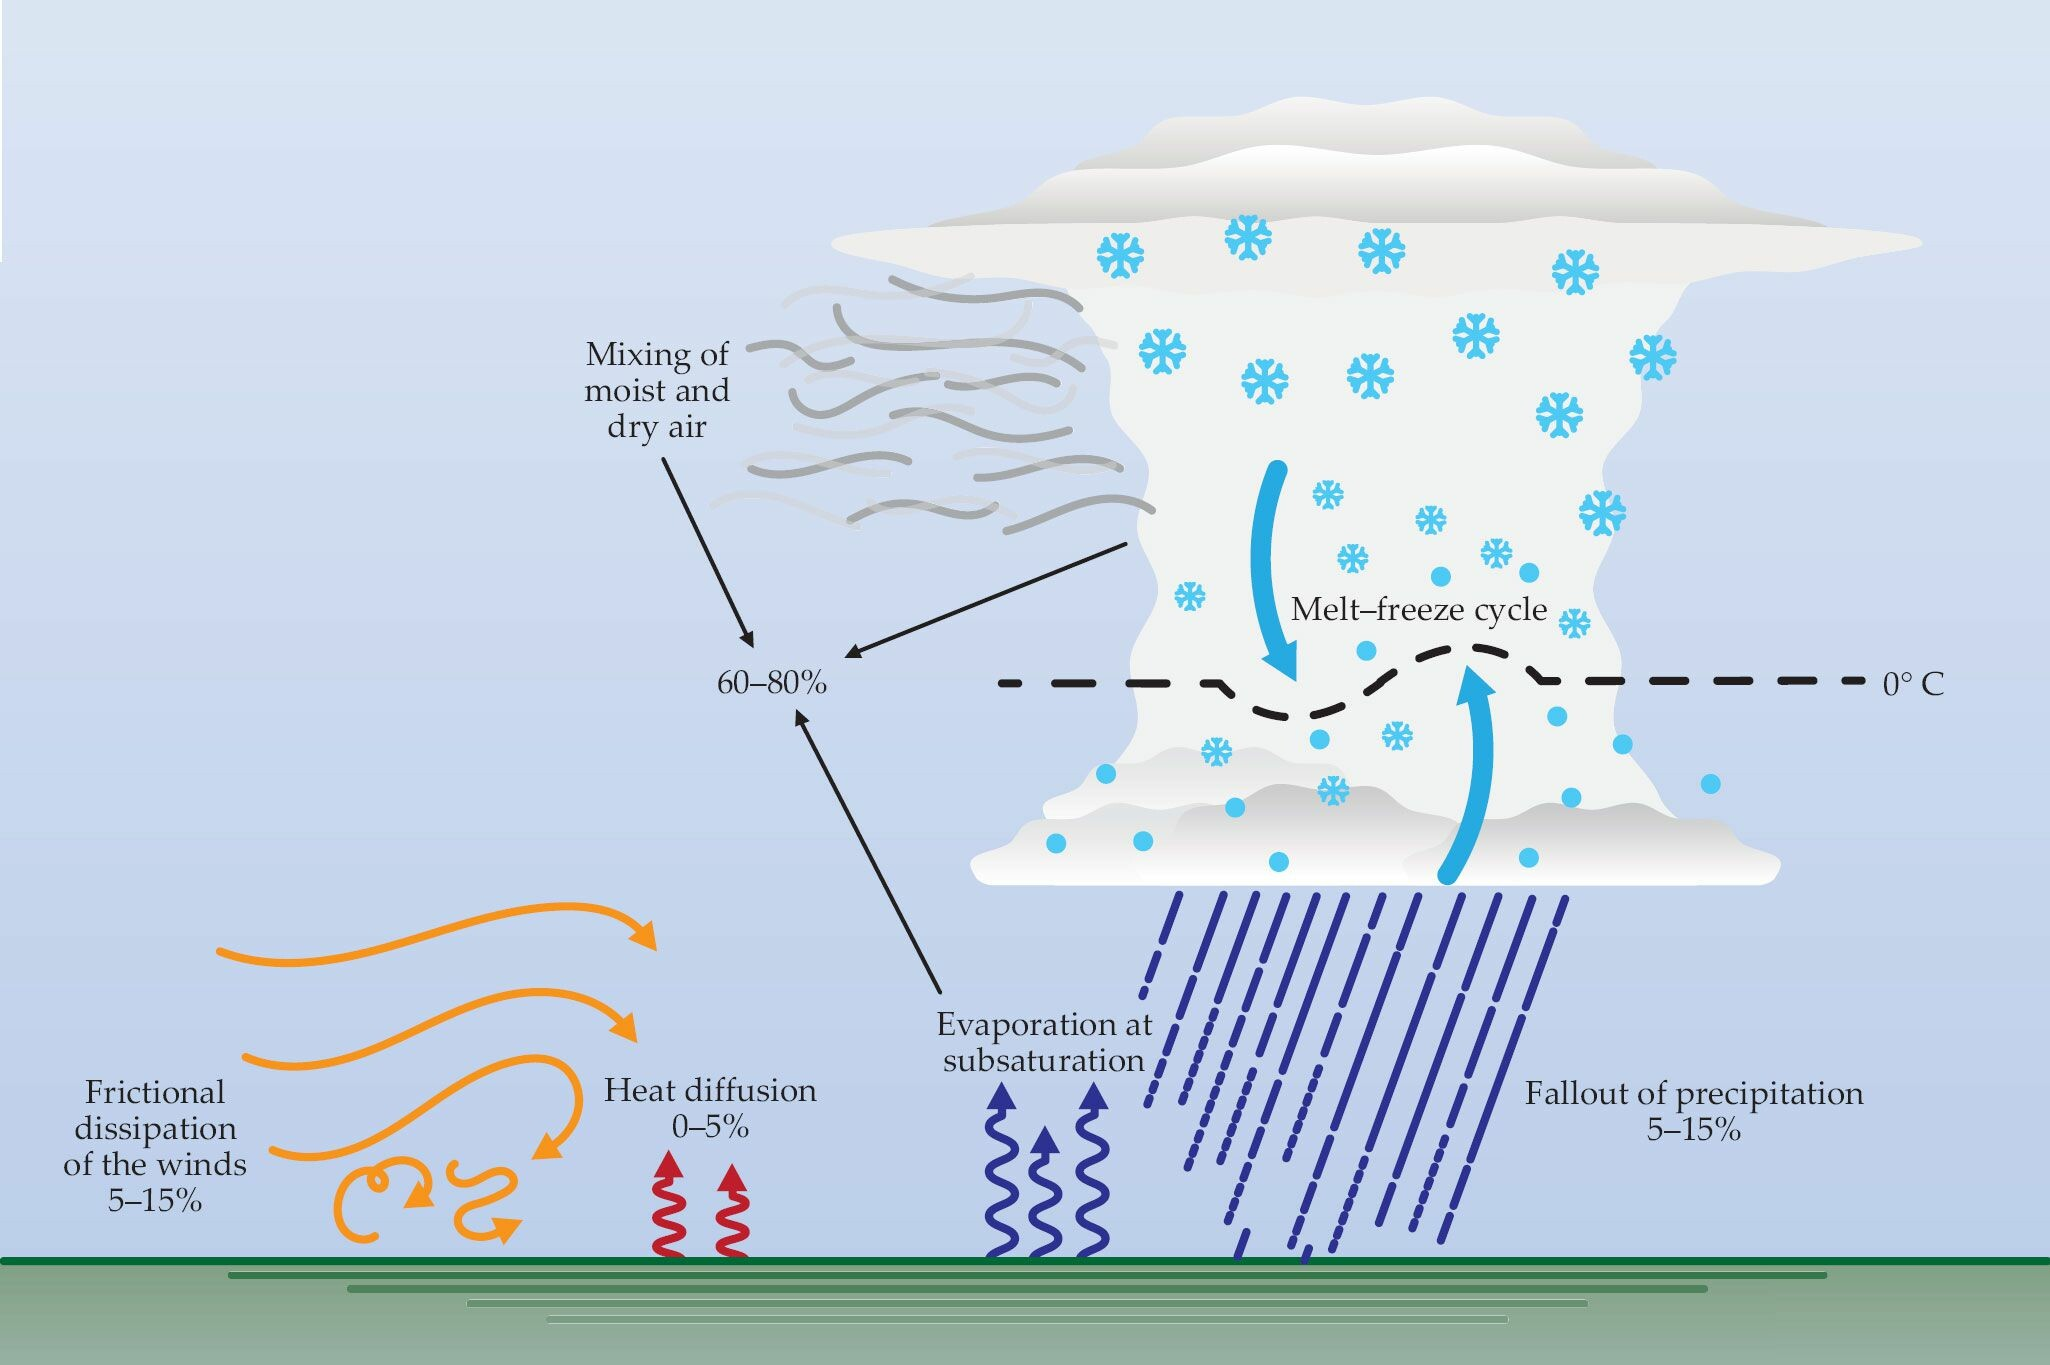 Mixing of
moist and
dry air
Melt–freeze cycle
60–80%
0° C
Evaporation at
subsaturation
Frictional
dissipation
of the winds
5–15%
Heat diffusion
0–5%
Fallout of precipitation
5–15%